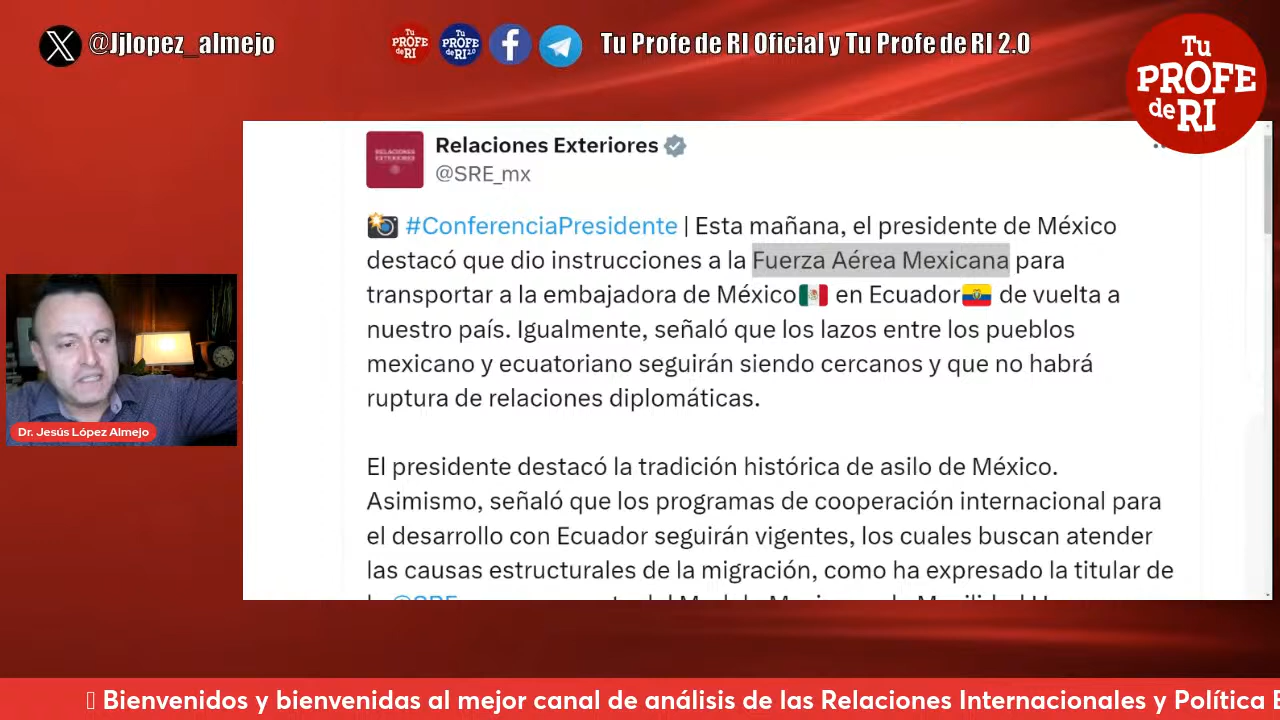 @Jjlopez_almejo
Tu PROFE de RI
Tu PROFE de RI 2.0
Tu Profe de RI Oficial y Tu Profe de RI 2.0
Tu
PROFE
de RI
RELACIONES
EXTERIORES
Relaciones Exteriores
@SRE_mx
#ConferenciaPresidente | Esta mañana, el presidente de México
destacó que dio instrucciones a la Fuerza Aérea Mexicana para
transportar a la embajadora de México🇲🇽 en Ecuador🇪🇨 de vuelta a
nuestro país. Igualmente, señaló que los lazos entre los pueblos
mexicano y ecuatoriano seguirán siendo cercanos y que no habrá
ruptura de relaciones diplomáticas.
El presidente destacó la tradición histórica de asilo de México.
Asimismo, señaló que los programas de cooperación internacional para
el desarrollo con Ecuador seguirán vigentes, los cuales buscan atender
las causas estructurales de la migración, como ha expresado la titular de
Dr. Jesús López Almejo
Bienvenidos y bienvenidas al mejor canal de análisis de las Relaciones Internacionales y Política E